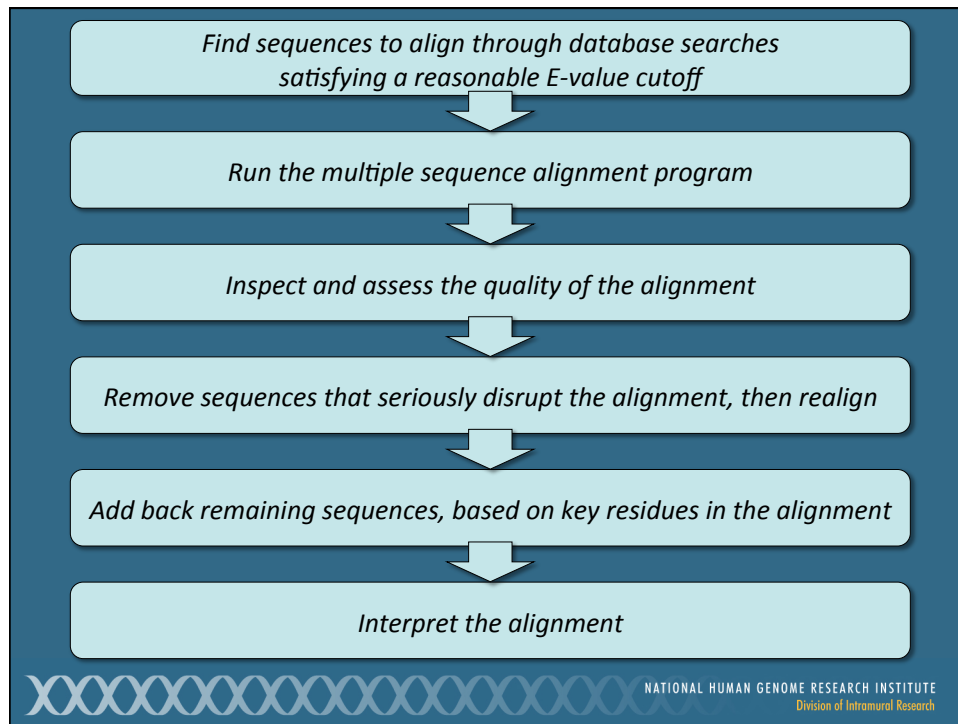 Find sequences to align through database searches
satisfying a reasonable E-value cutoff
Run the multiple sequence alignment program
Inspect and assess the quality of the alignment
Remove sequences that seriously disrupt the alignment, then realign
Add back remaining sequences, based on key residues in the alignment
Interpret the alignment
NATIONAL HUMAN GENOME RESEARCH INSTITUTE
Division of Intramural Research